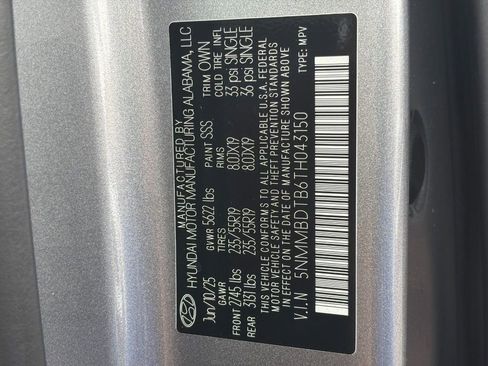 MANUFACTURED BY
HYUNDAI MOTOR MANUFACTURING ALABAMA, LLC
Jun/10/25 PAINT SSS TRIM OWN
GVWR 5622 lbs
GAWR TIRES RIMS COLD TIRE INFL
FRONT 2745 lbs 235/55R19 8.0JX19 33 psi SINGLE
REAR 3131 lbs 235/55R19 8.0JX19 36 psi SINGLE
THIS CONFORMS TO ALL APPLICABLE U.S.A. FEDERAL
MOTOR VEHICLE SAFETY AND THEFT PREVENTION STANDARDS
IN EFFECT ON THE DATE OF MANUFACTURE SHOWN ABOVE.
V.I.N 5NMMBDTB6TH043150 TYPE: MPV